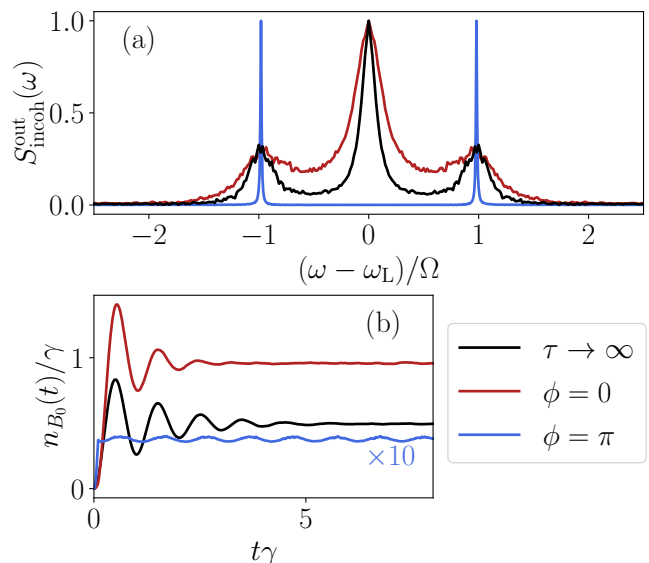 (a)
1.0
0.5
0.0
S^out_incoh(ω)
−2 −1 0 1 2
(ω − ω_L)/Ω
(b)
1
0
n_{B_0}(t)/γ
×10
0 5
tγ
τ → ∞
ϕ = 0
ϕ = π